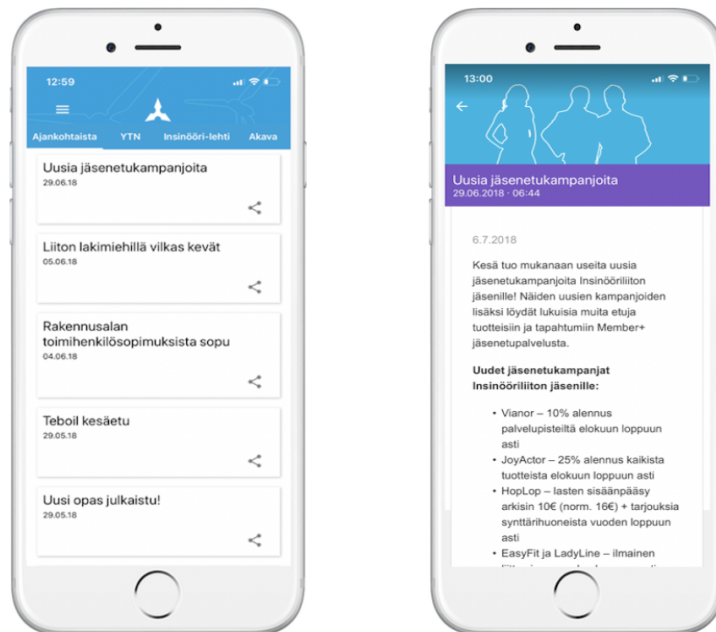 12:59
Ajankohtaista YTN Insinööri-lehti Akava
Uusia jäsenetukampanjoita
29.06.18
Liiton lakimiehillä vilkas kevät
05.06.18
Rakennusalan
toimihenkilösopimuksista sopu
04.06.18
Teboil kesäetu
29.05.18
Uusi opas julkaistu!
29.05.18
13:00
Uusia jäsenetukampanjoita
29.06.2018 · 06:44
6.7.2018
Kesä tuo mukanaan useita uusia
jäsenetukampanjoita Insinööriliiton
jäsenille! Näiden uusien kampanjoiden
lisäksi löydät lukuisia muita etuja
tuotteisiin ja tapahtumiin Member+
jäsenetupalvelusta.
Uudet jäsenetukampanjat
Insinööriliiton jäsenille:
• Vianor – 10% alennus
palvelupisteiltä elokuun loppuun
asti
• JoyActor – 25% alennus kaikista
tuotteista elokuun loppuun asti
• HopLop – lasten sisäänpääsy
arkisin 10€ (norm. 16€) + tarjouksia
synttärihuoneista vuoden loppuun
asti
• EasyFit ja LadyLine – ilmainen